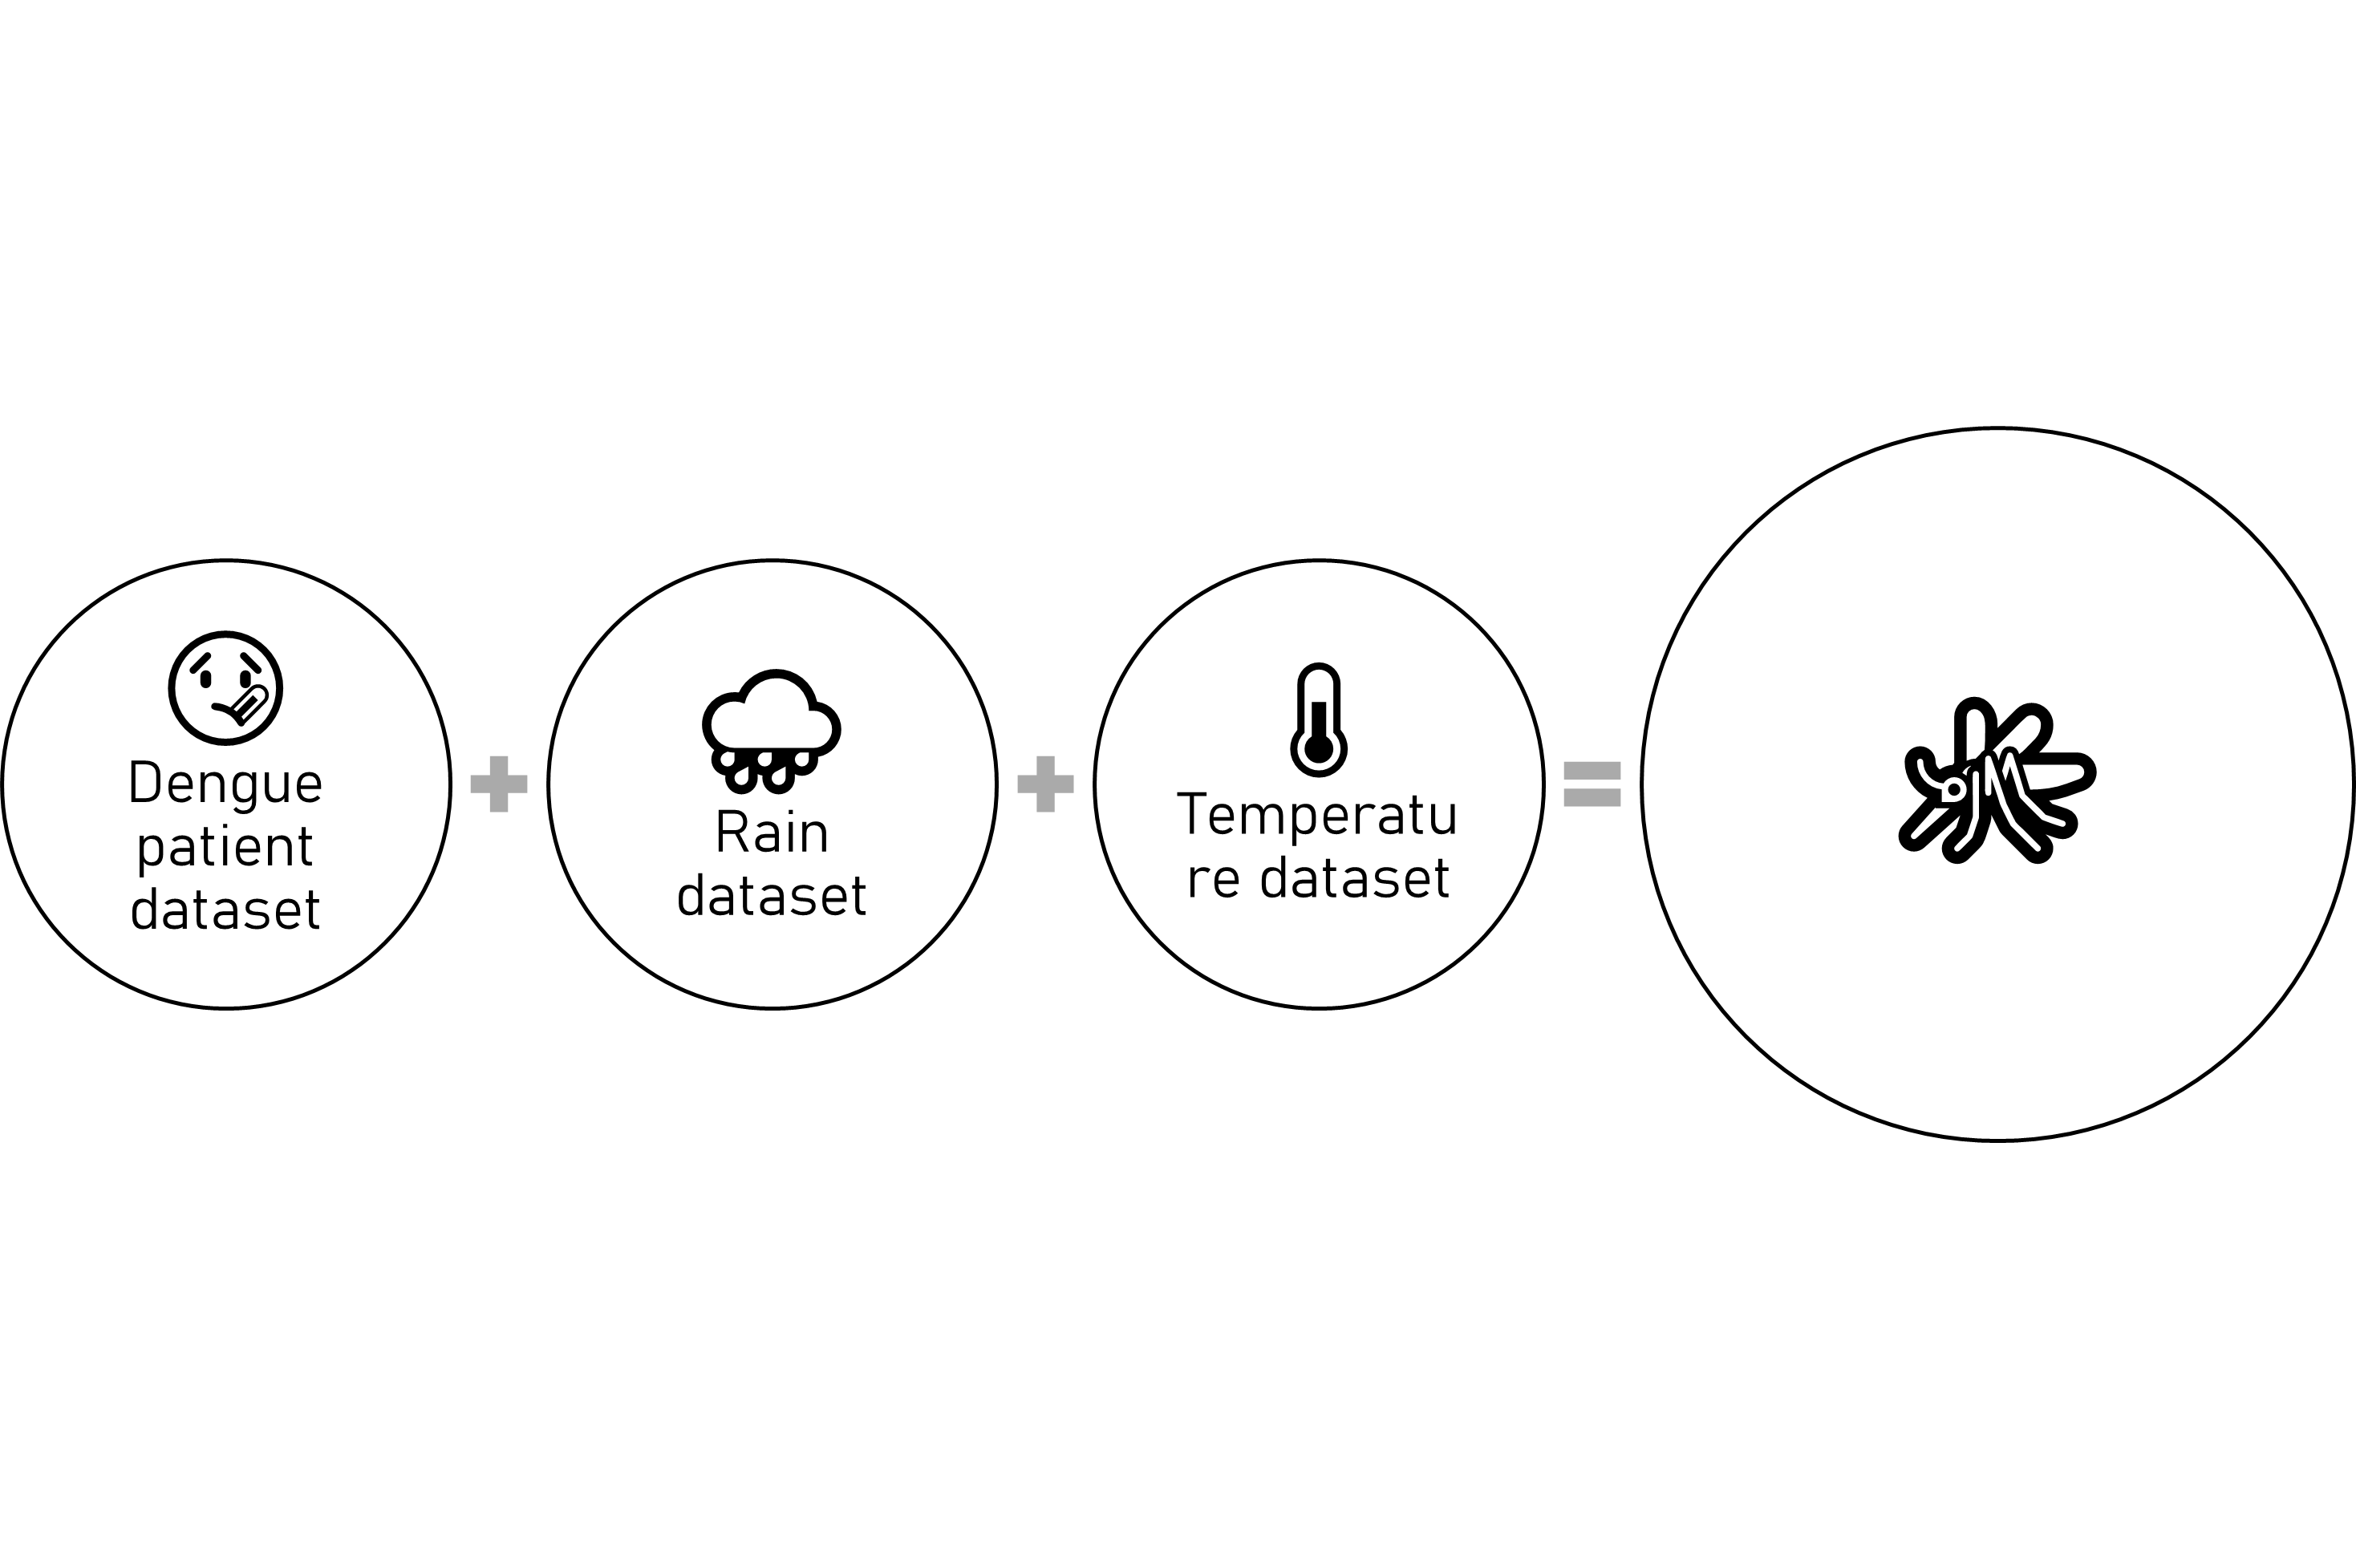 Dengue
patient
dataset
Rain
dataset
Temperatu
re dataset